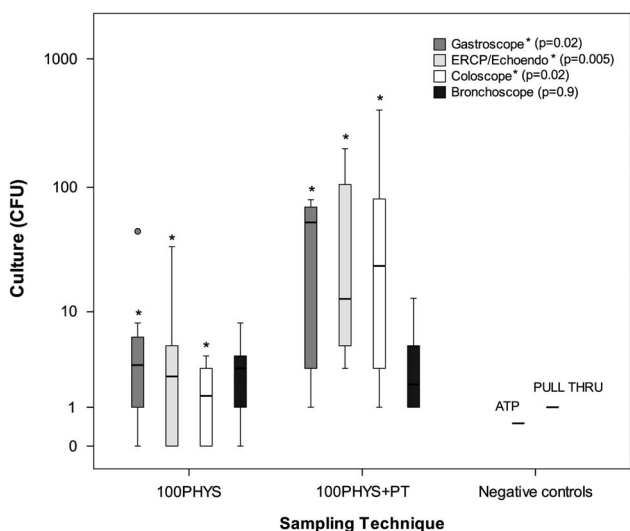 Gastroscope * (p=0.02)
ERCP/Echoendo * (p=0.005)
Coloscope* (p=0.02)
Bronchoscope (p=0.9)
Culture (CFU)
1000
100
10
1
0
*
*
*
*
*
*
ATP
PULL THRU
100PHYS
100PHYS+PT
Negative controls
Sampling Technique